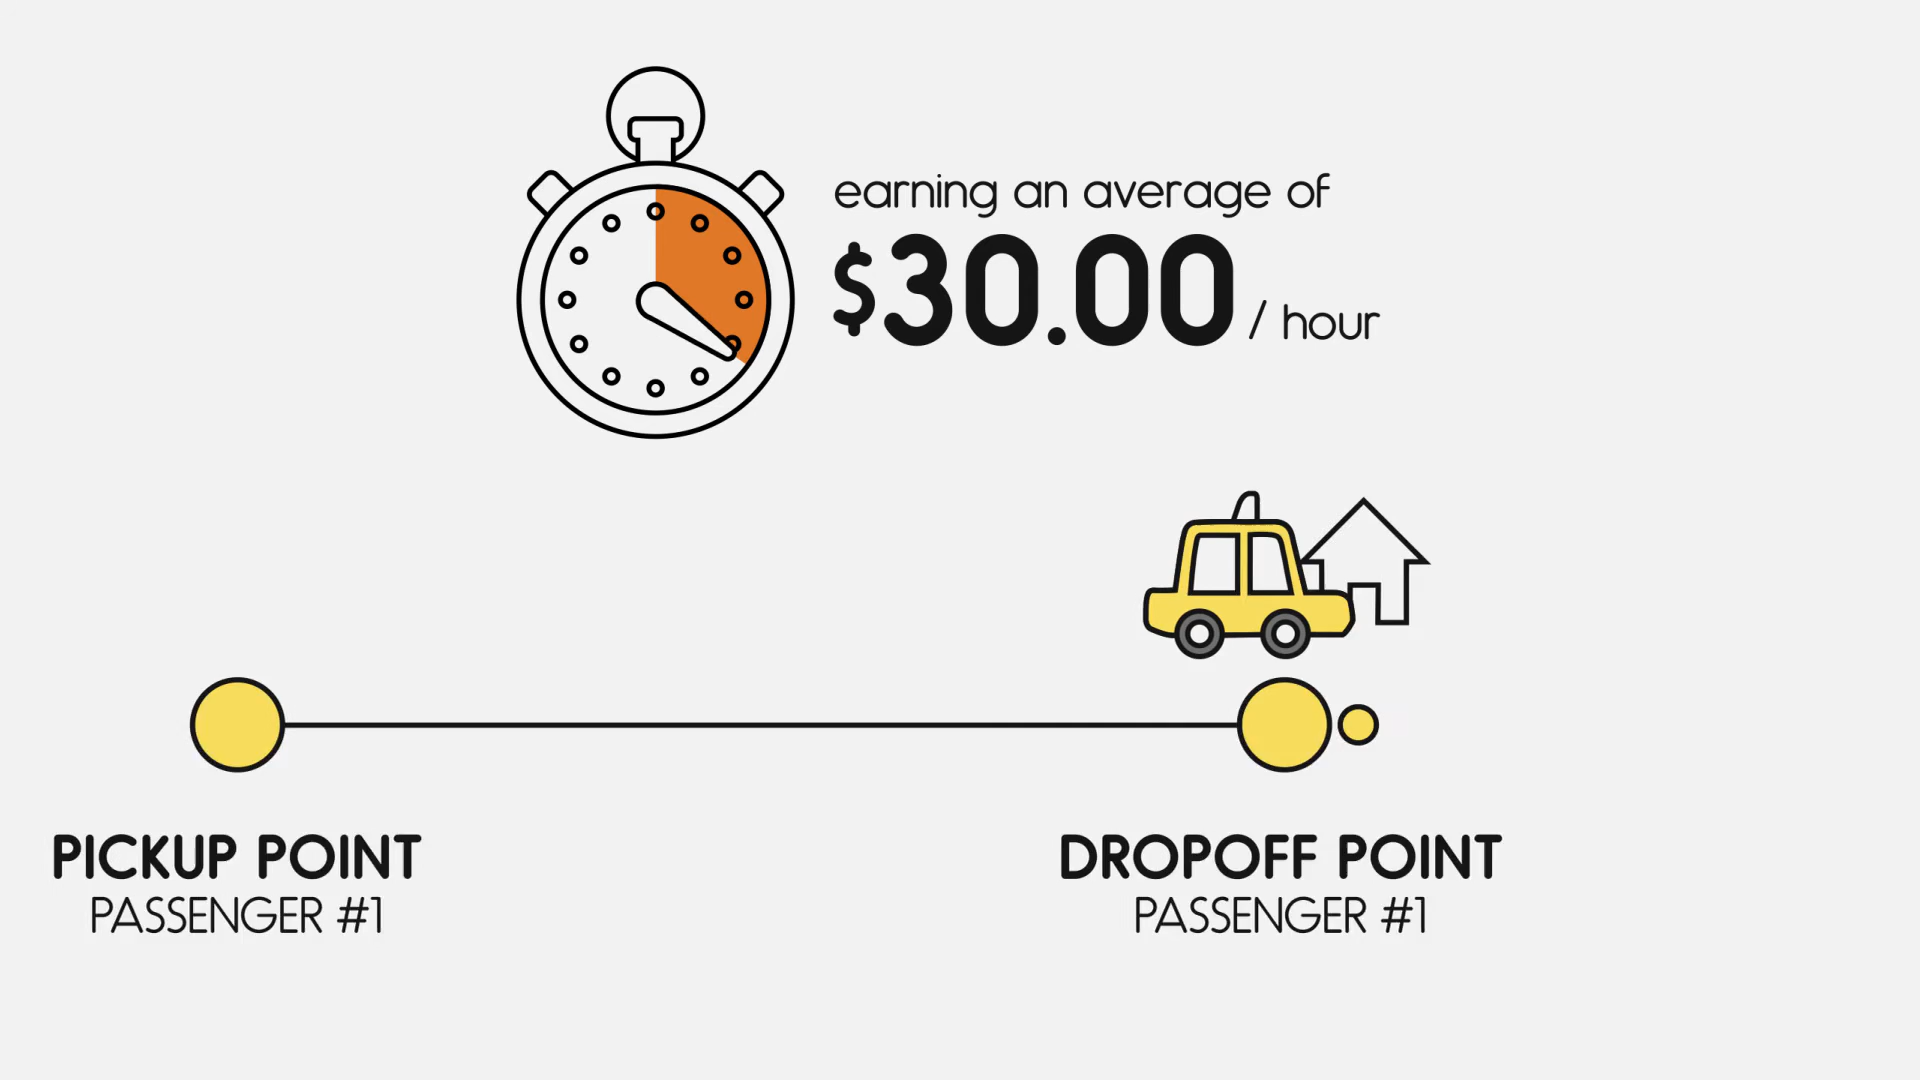 earning an average of
$30.00 / hour
PICKUP POINT
PASSENGER #1
DROPOFF POINT
PASSENGER #1